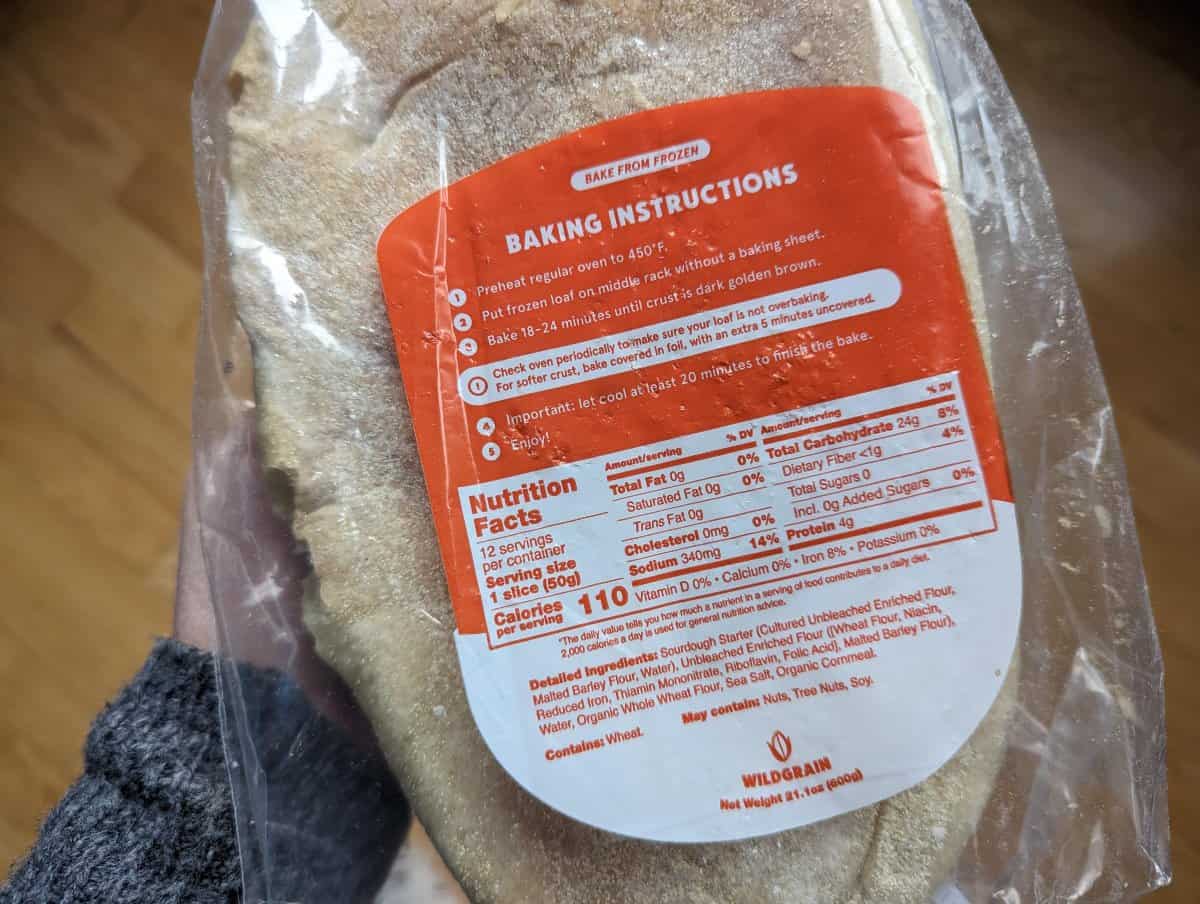 BAKE FROM FROZEN
BAKING INSTRUCTIONS
1 Preheat regular oven to 450°F.
2 Put frozen loaf on middle rack without a baking sheet.
3 Bake 18-24 minutes until crust is dark golden brown.
! Check oven periodically to make sure your loaf is not overbaking.
For softer crust, bake covered in foil, with an extra 5 minutes uncovered.
4 Important: let cool at least 20 minutes to finish the bake.
5 Enjoy!
Nutrition
Facts
12 servings
per container
Serving size
1 slice (50g)
Calories 110
per serving
Amount/serving % DV
Total Fat 0g 0%
Saturated Fat 0g 0%
Trans Fat 0g
Cholesterol 0mg 0%
Sodium 340mg 14%
Amount/serving % DV
Total Carbohydrate 24g 8%
Dietary Fiber <1g 4%
Total Sugars 0
Incl. 0g Added Sugars 0%
Protein 4g
Vitamin D 0% • Calcium 0% • Iron 8% • Potassium 0%
*The daily value tells you how much a nutrient in a serving of food contributes to a daily diet.
2,000 calories a day is used for general nutrition advice.
Detailed Ingredients: Sourdough Starter (Cultured Unbleached Enriched Flour,
Malted Barley Flour, Water), Unbleached Enriched Flour ([Wheat Flour, Niacin,
Reduced Iron, Thiamin Mononitrate, Riboflavin, Folic Acid], Malted Barley Flour),
Water, Organic Whole Wheat Flour, Sea Salt, Organic Cornmeal.
Contains: Wheat. May contain: Nuts, Tree Nuts, Soy.
WILDGRAIN
Net Weight 21.1oz (600g)